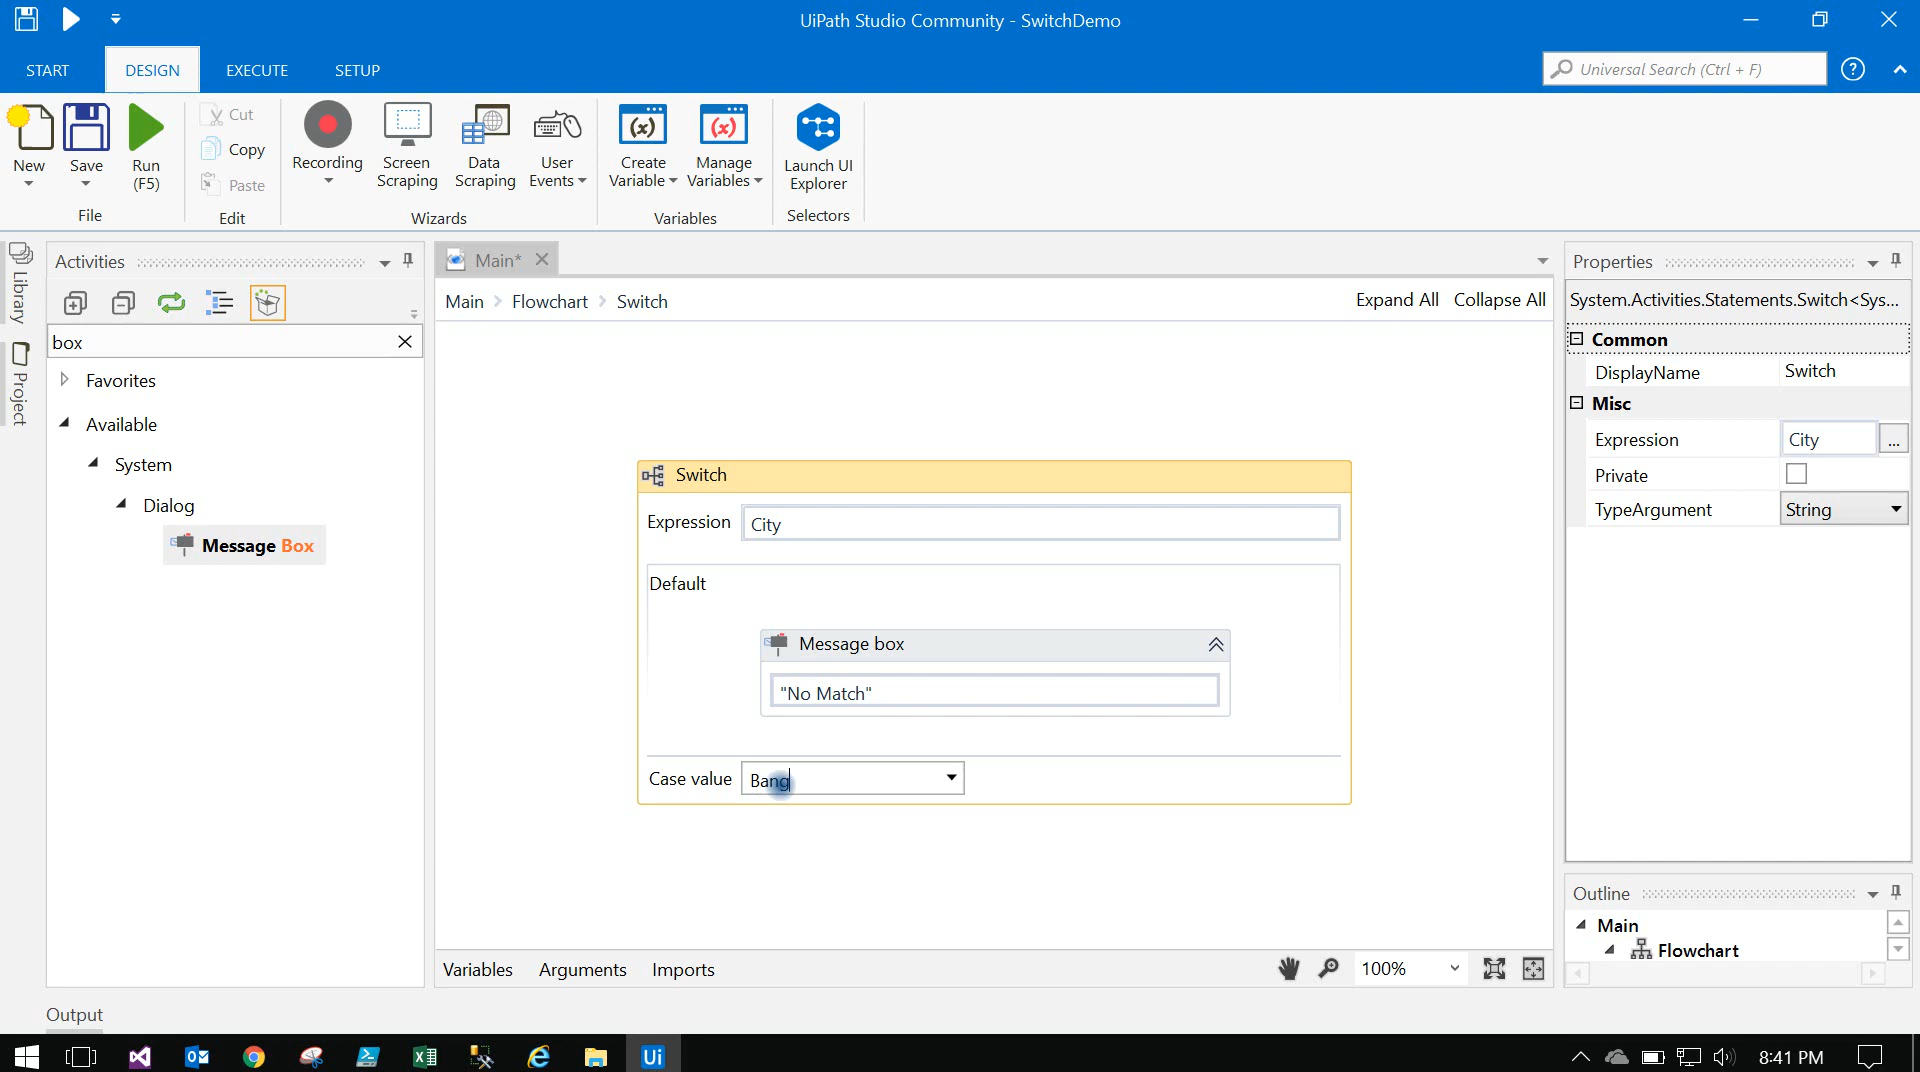 UiPath Studio Community - SwitchDemo
START
DESIGN
EXECUTE
SETUP
Universal Search (Ctrl + F)
New
Save
Run
(F5)
File
Cut
Copy
Paste
Edit
Recording
Screen
Scraping
Data
Scraping
User
Events
Wizards
Create
Variable
Manage
Variables
Variables
Launch UI
Explorer
Selectors
Library
Project
Activities
box
Favorites
Available
System
Dialog
Message Box
Main*
Main > Flowchart > Switch
Expand All
Collapse All
Switch
Expression
City
Default
Message box
"No Match"
Case value
Bang
Variables
Arguments
Imports
100%
Properties
System.Activities.Statements.Switch<Sys...
Common
DisplayName
Switch
Misc
Expression
City
...
Private
TypeArgument
String
Outline
Main
Flowchart
Output
Ui
8:41 PM